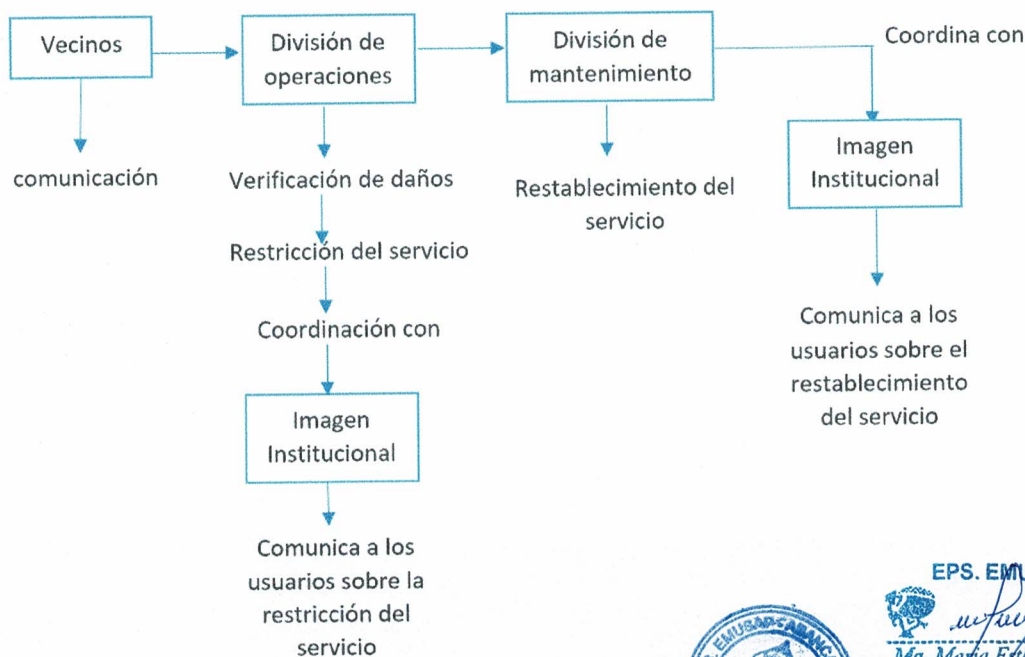 Vecinos
División de
operaciones
División de
mantenimiento
Coordina con
Imagen
Institucional
comunicación
Verificación de daños
Restablecimiento del
servicio
Restricción del servicio
Coordinación con
Comunica a los
usuarios sobre el
restablecimiento
del servicio
Imagen
Institucional
Comunica a los
usuarios sobre la
restricción del
servicio
EPS.
Mg. Maria